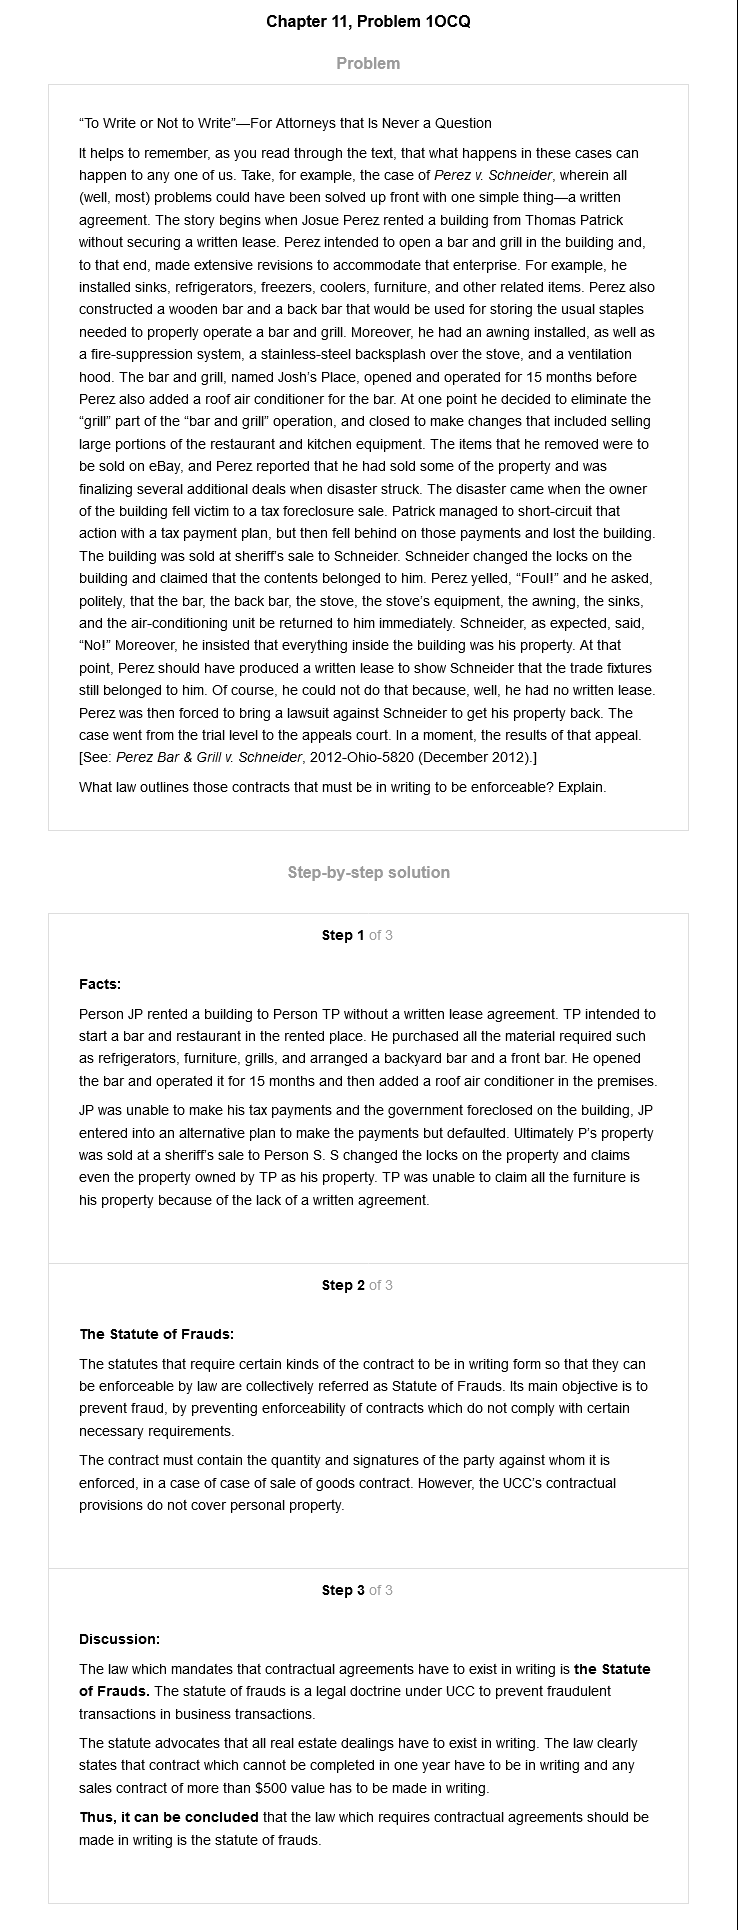 Chapter 11, Problem 1OCQ
Problem
“To Write or Not to Write”—For Attorneys that Is Never a Question
It helps to remember, as you read through the text, that what happens in these cases can
happen to any one of us. Take, for example, the case of Perez v. Schneider, wherein all
(well, most) problems could have been solved up front with one simple thing—a written
agreement. The story begins when Josue Perez rented a building from Thomas Patrick
without securing a written lease. Perez intended to open a bar and grill in the building and,
to that end, made extensive revisions to accommodate that enterprise. For example, he
installed sinks, refrigerators, freezers, coolers, furniture, and other related items. Perez also
constructed a wooden bar and a back bar that would be used for storing the usual staples
needed to properly operate a bar and grill. Moreover, he had an awning installed, as well as
a fire-suppression system, a stainless-steel backsplash over the stove, and a ventilation
hood. The bar and grill, named Josh’s Place, opened and operated for 15 months before
Perez also added a roof air conditioner for the bar. At one point he decided to eliminate the
“grill” part of the “bar and grill” operation, and closed to make changes that included selling
large portions of the restaurant and kitchen equipment. The items that he removed were to
be sold on eBay, and Perez reported that he had sold some of the property and was
finalizing several additional deals when disaster struck. The disaster came when the owner
of the building fell victim to a tax foreclosure sale. Patrick managed to short-circuit that
action with a tax payment plan, but then fell behind on those payments and lost the building.
The building was sold at sheriff’s sale to Schneider. Schneider changed the locks on the
building and claimed that the contents belonged to him. Perez yelled, “Foul!” and he asked,
politely, that the bar, the back bar, the stove, the stove’s equipment, the awning, the sinks,
and the air-conditioning unit be returned to him immediately. Schneider, as expected, said,
“No!” Moreover, he insisted that everything inside the building was his property. At that
point, Perez should have produced a written lease to show Schneider that the trade fixtures
still belonged to him. Of course, he could not do that because, well, he had no written lease.
Perez was then forced to bring a lawsuit against Schneider to get his property back. The
case went from the trial level to the appeals court. In a moment, the results of that appeal.
[See: Perez Bar & Grill v. Schneider, 2012-Ohio-5820 (December 2012).]
What law outlines those contracts that must be in writing to be enforceable? Explain.
Step-by-step solution
Step 1 of 3
Facts:
Person JP rented a building to Person TP without a written lease agreement. TP intended to
start a bar and restaurant in the rented place. He purchased all the material required such
as refrigerators, furniture, grills, and arranged a backyard bar and a front bar. He opened
the bar and operated it for 15 months and then added a roof air conditioner in the premises.
JP was unable to make his tax payments and the government foreclosed on the building, JP
entered into an alternative plan to make the payments but defaulted. Ultimately P’s property
was sold at a sheriff’s sale to Person S. S changed the locks on the property and claims
even the property owned by TP as his property. TP was unable to claim all the furniture is
his property because of the lack of a written agreement.
Step 2 of 3
The Statute of Frauds:
The statutes that require certain kinds of the contract to be in writing form so that they can
be enforceable by law are collectively referred as Statute of Frauds. Its main objective is to
prevent fraud, by preventing enforceability of contracts which do not comply with certain
necessary requirements.
The contract must contain the quantity and signatures of the party against whom it is
enforced, in a case of case of sale of goods contract. However, the UCC’s contractual
provisions do not cover personal property.
Step 3 of 3
Discussion:
The law which mandates that contractual agreements have to exist in writing is the Statute
of Frauds. The statute of frauds is a legal doctrine under UCC to prevent fraudulent
transactions in business transactions.
The statute advocates that all real estate dealings have to exist in writing. The law clearly
states that contract which cannot be completed in one year have to be in writing and any
sales contract of more than $500 value has to be made in writing.
Thus, it can be concluded that the law which requires contractual agreements should be
made in writing is the statute of frauds.